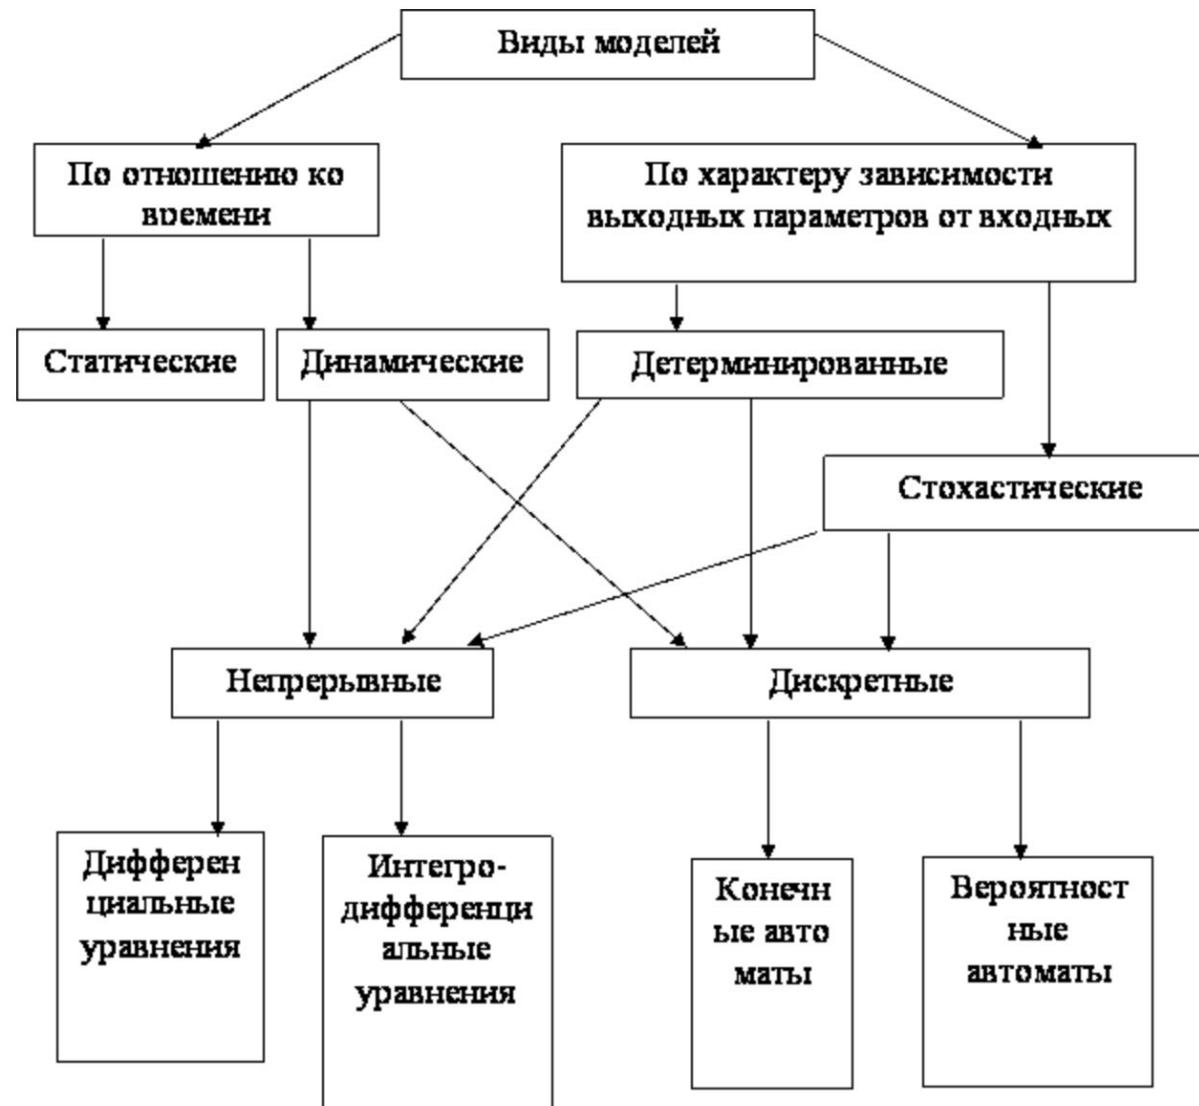 Виды моделей
По отношению ко
времени
По характеру зависимости
выходных параметров от входных
Статические
Динамические
Детерминированные
Стохастические
Непрерывные
Дискретные
Дифферен
циальные
уравнения
Интегро-
дифференци
альные
уравнения
Конечн
ые авто
маты
Вероятност
ные
автоматы